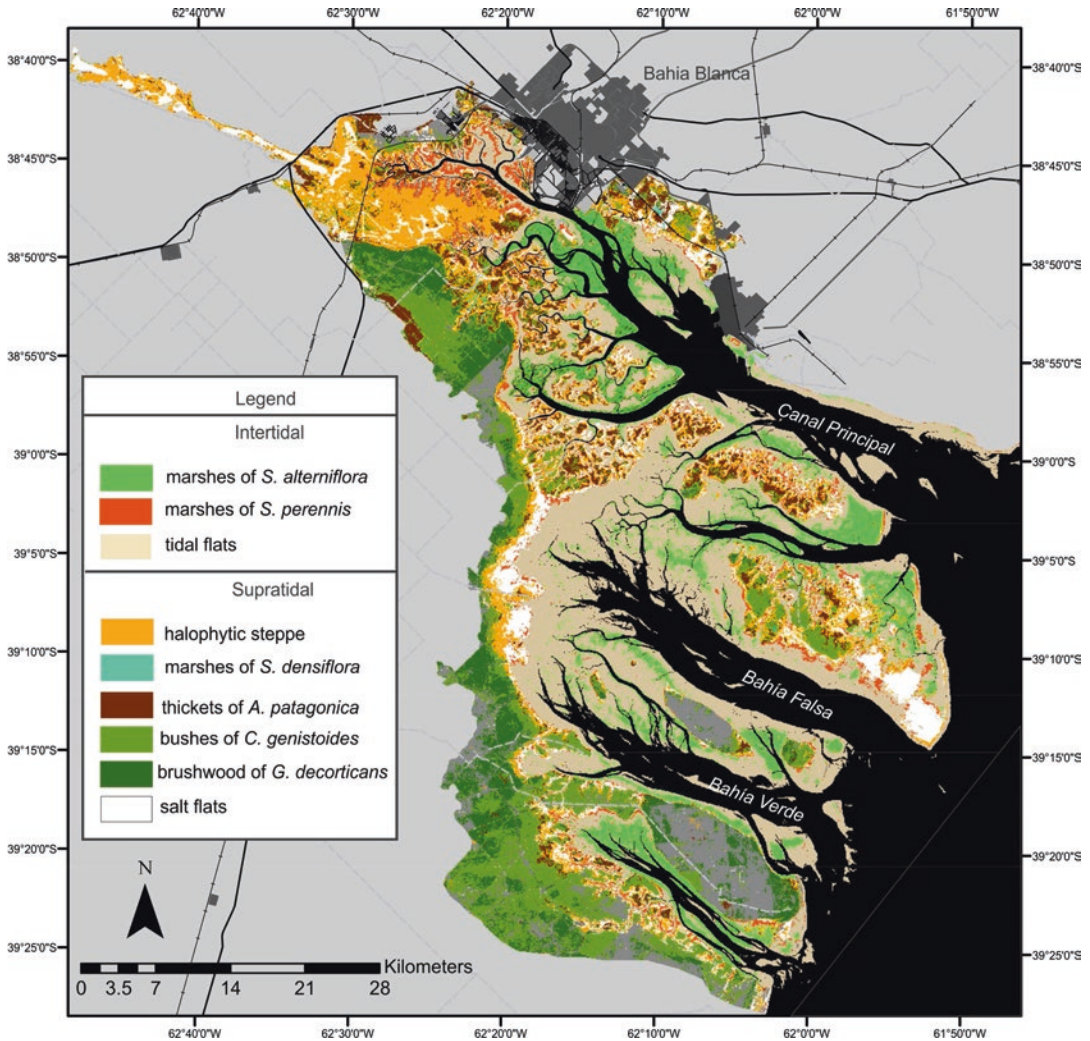 62°40'0"W 62°30'0"W 62°20'0"W 62°10'0"W 62°0'0"W 61°50'0"W
38°40'0"S 38°40'0"S
Bahia Blanca
38°45'0"S 38°45'0"S
38°50'0"S 38°50'0"S
38°55'0"S 38°55'0"S
Canal Principal
39°0'0"S 39°0'0"S
39°5'0"S 39°5'0"S
39°10'0"S 39°10'0"S
Bahía Falsa
39°15'0"S 39°15'0"S
Bahía Verde
39°20'0"S 39°20'0"S
39°25'0"S 39°25'0"S
Legend
Intertidal
marshes of S. alterniflora
marshes of S. perennis
tidal flats
Supratidal
halophytic steppe
marshes of S. densiflora
thickets of A. patagonica
bushes of C. genistoides
brushwood of G. decorticans
salt flats
N
Kilometers
0 3.5 7 14 21 28
62°40'0"W 62°30'0"W 62°20'0"W 62°10'0"W 62°0'0"W 61°50'0"W